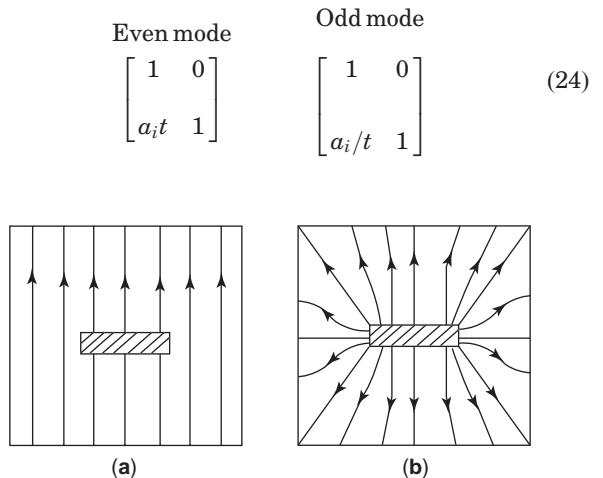 Even mode
Odd mode
[ 1 0 ; a_i t 1 ]
[ 1 0 ; a_i/t 1 ]
(24)
(a)
(b)